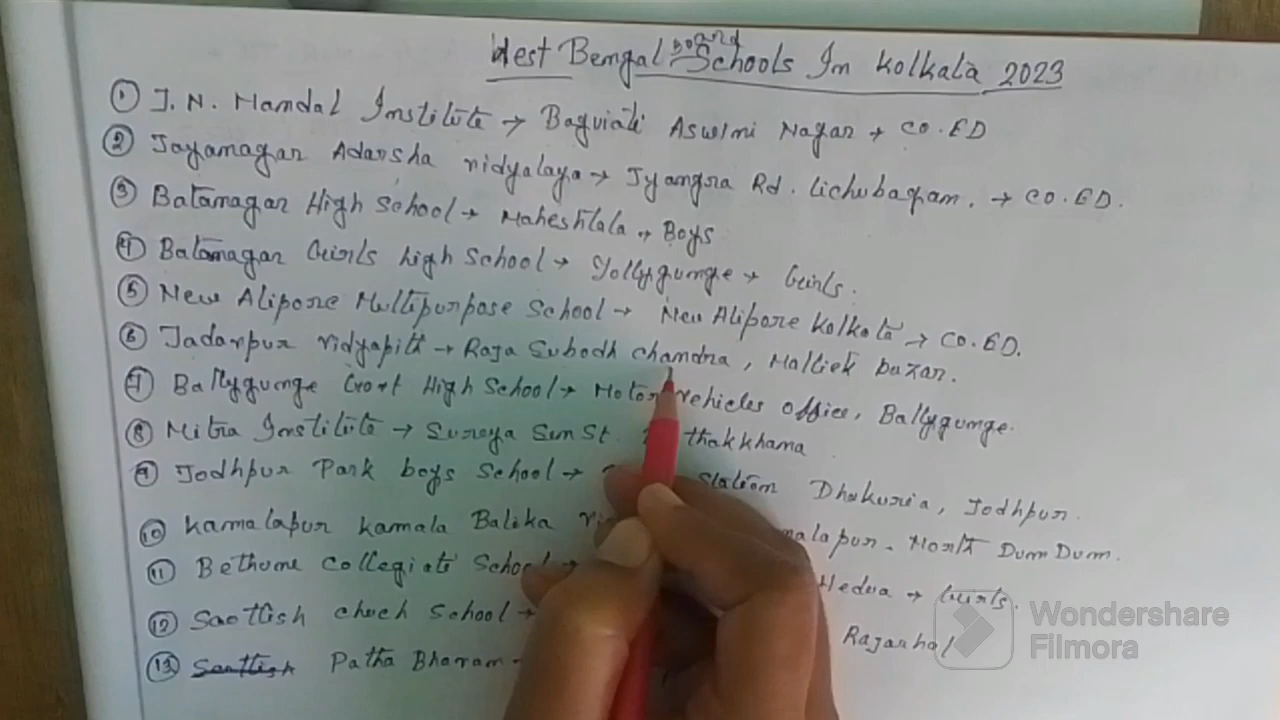 West Bengal Board Schools In Kolkata 2023
① J. N. Mandal Institute → Baguiati Aswini Nagar → CO.ED
② Jayanagar Adarsha vidyalaya → Jyangra Rd. Lichubagan. → CO.ED.
③ Batanagar High School → Maheshtala → Boys
④ Batanagar Girls high School → Tollygunge → Girls.
⑤ New Alipore Multipurpose School → New Alipore Kolkata → CO.ED.
⑥ Jadavpur vidyapith → Raja Subodh chandra, Mallick bazar.
⑦ Ballygunge Govt High School → Motor vehicles office, Ballygunge.
⑧ Mitra Institute → Surya Sen St. thakkhana
⑨ Jodhpur Park boys School → Station Dhakuria, Jodhpur.
⑩ Kamalapur Kamala Balika malapur. North Dum Dum.
⑪ Bethune Collegiate School → Hedua → Girls.
⑫ Scottish chuch School → Rajarhat
⑬ Patha Bhavan
Wondershare
Filmora